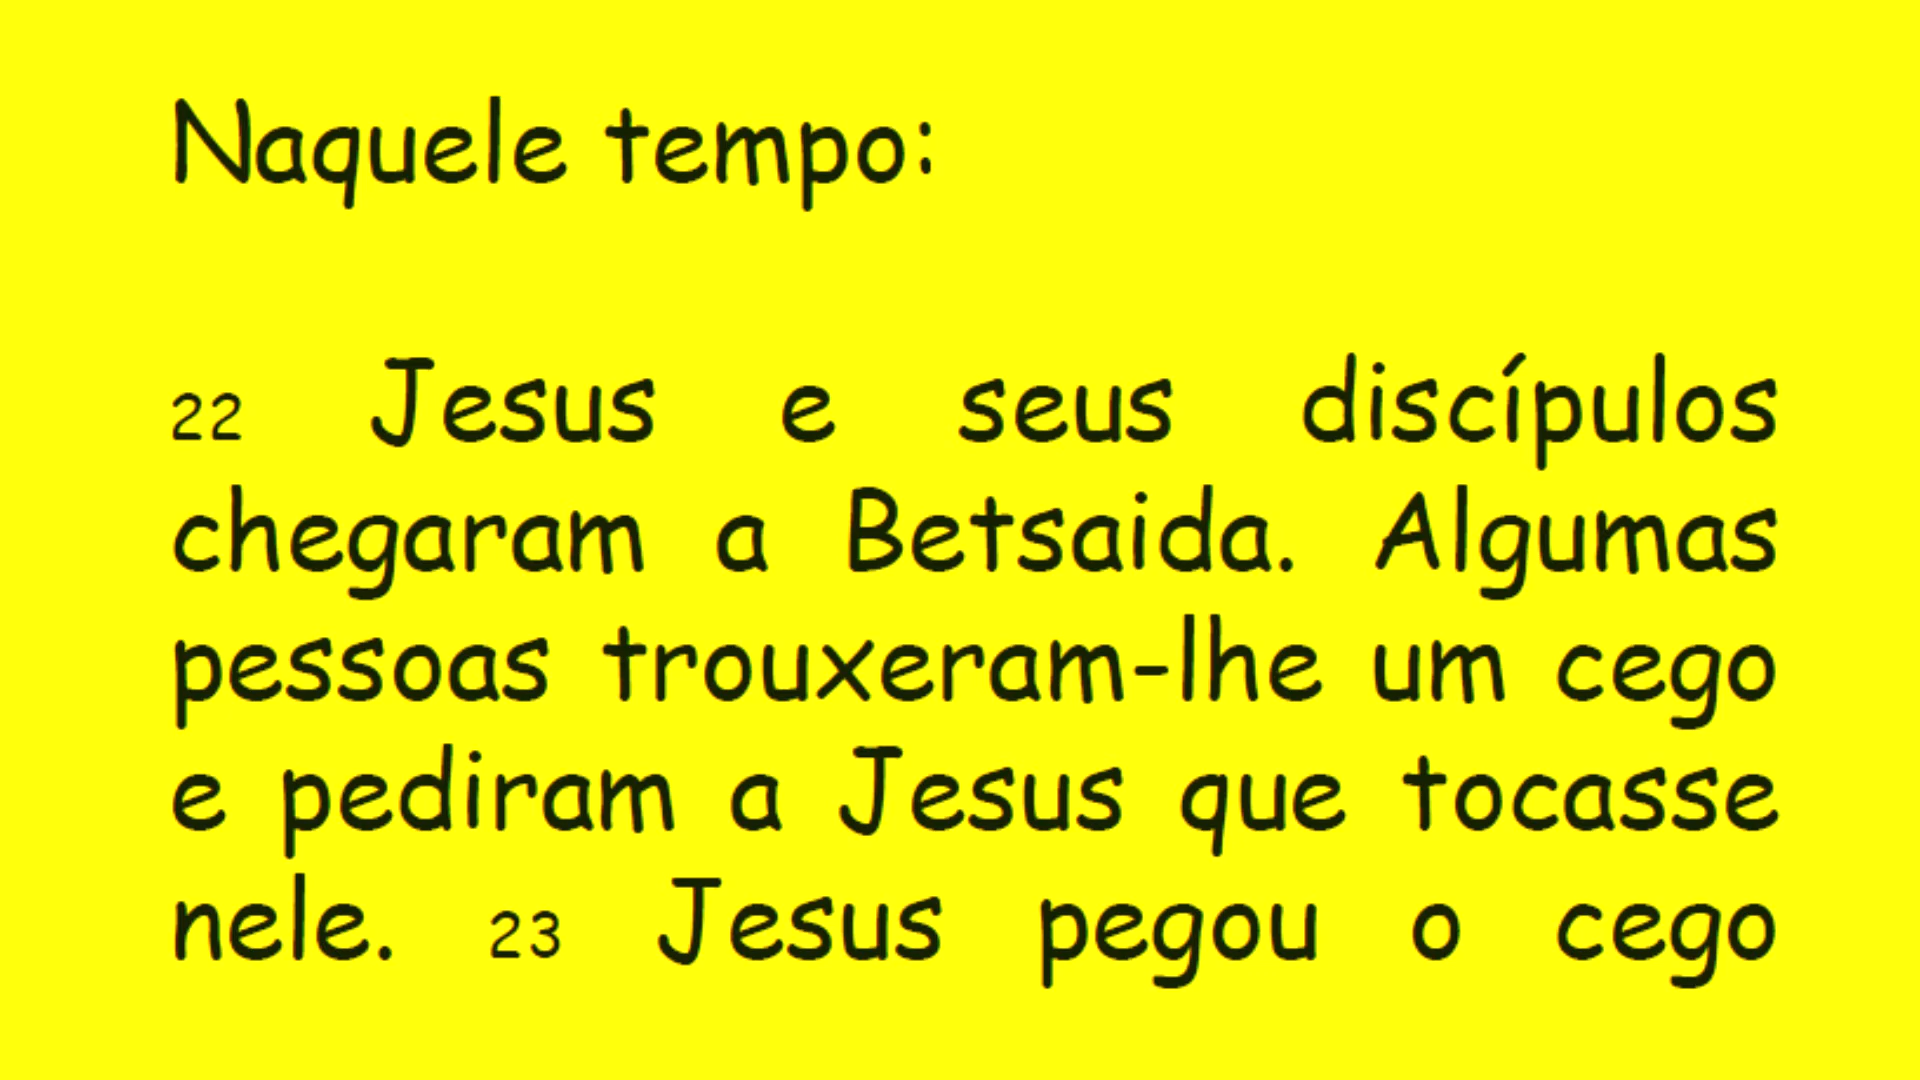 Naquele tempo:
22 Jesus e seus discípulos
chegaram a Betsaida. Algumas
pessoas trouxeram-lhe um cego
e pediram a Jesus que tocasse
nele. 23 Jesus pegou o cego